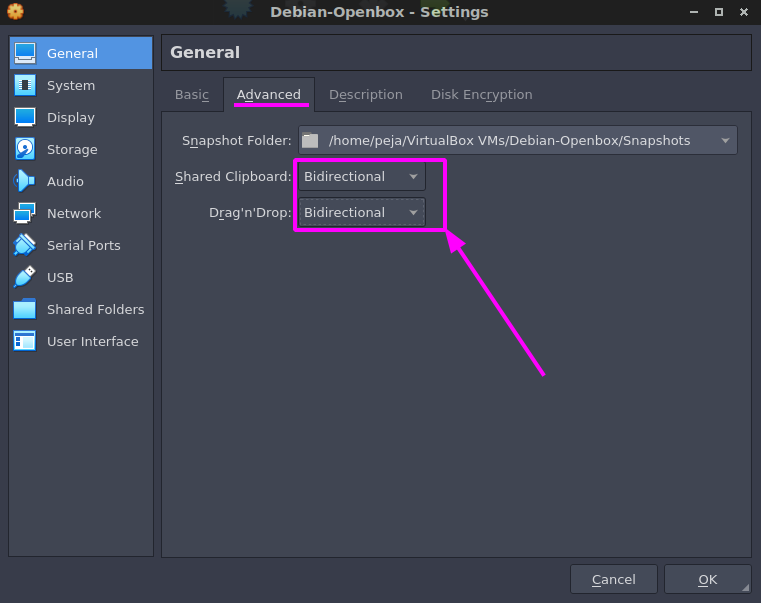 Debian-Openbox - Settings
General
System
Display
Storage
Audio
Network
Serial Ports
USB
Shared Folders
User Interface
General
Basic Advanced Description Disk Encryption
Snapshot Folder: /home/peja/VirtualBox VMs/Debian-Openbox/Snapshots
Shared Clipboard: Bidirectional
Drag'n'Drop: Bidirectional
Cancel OK